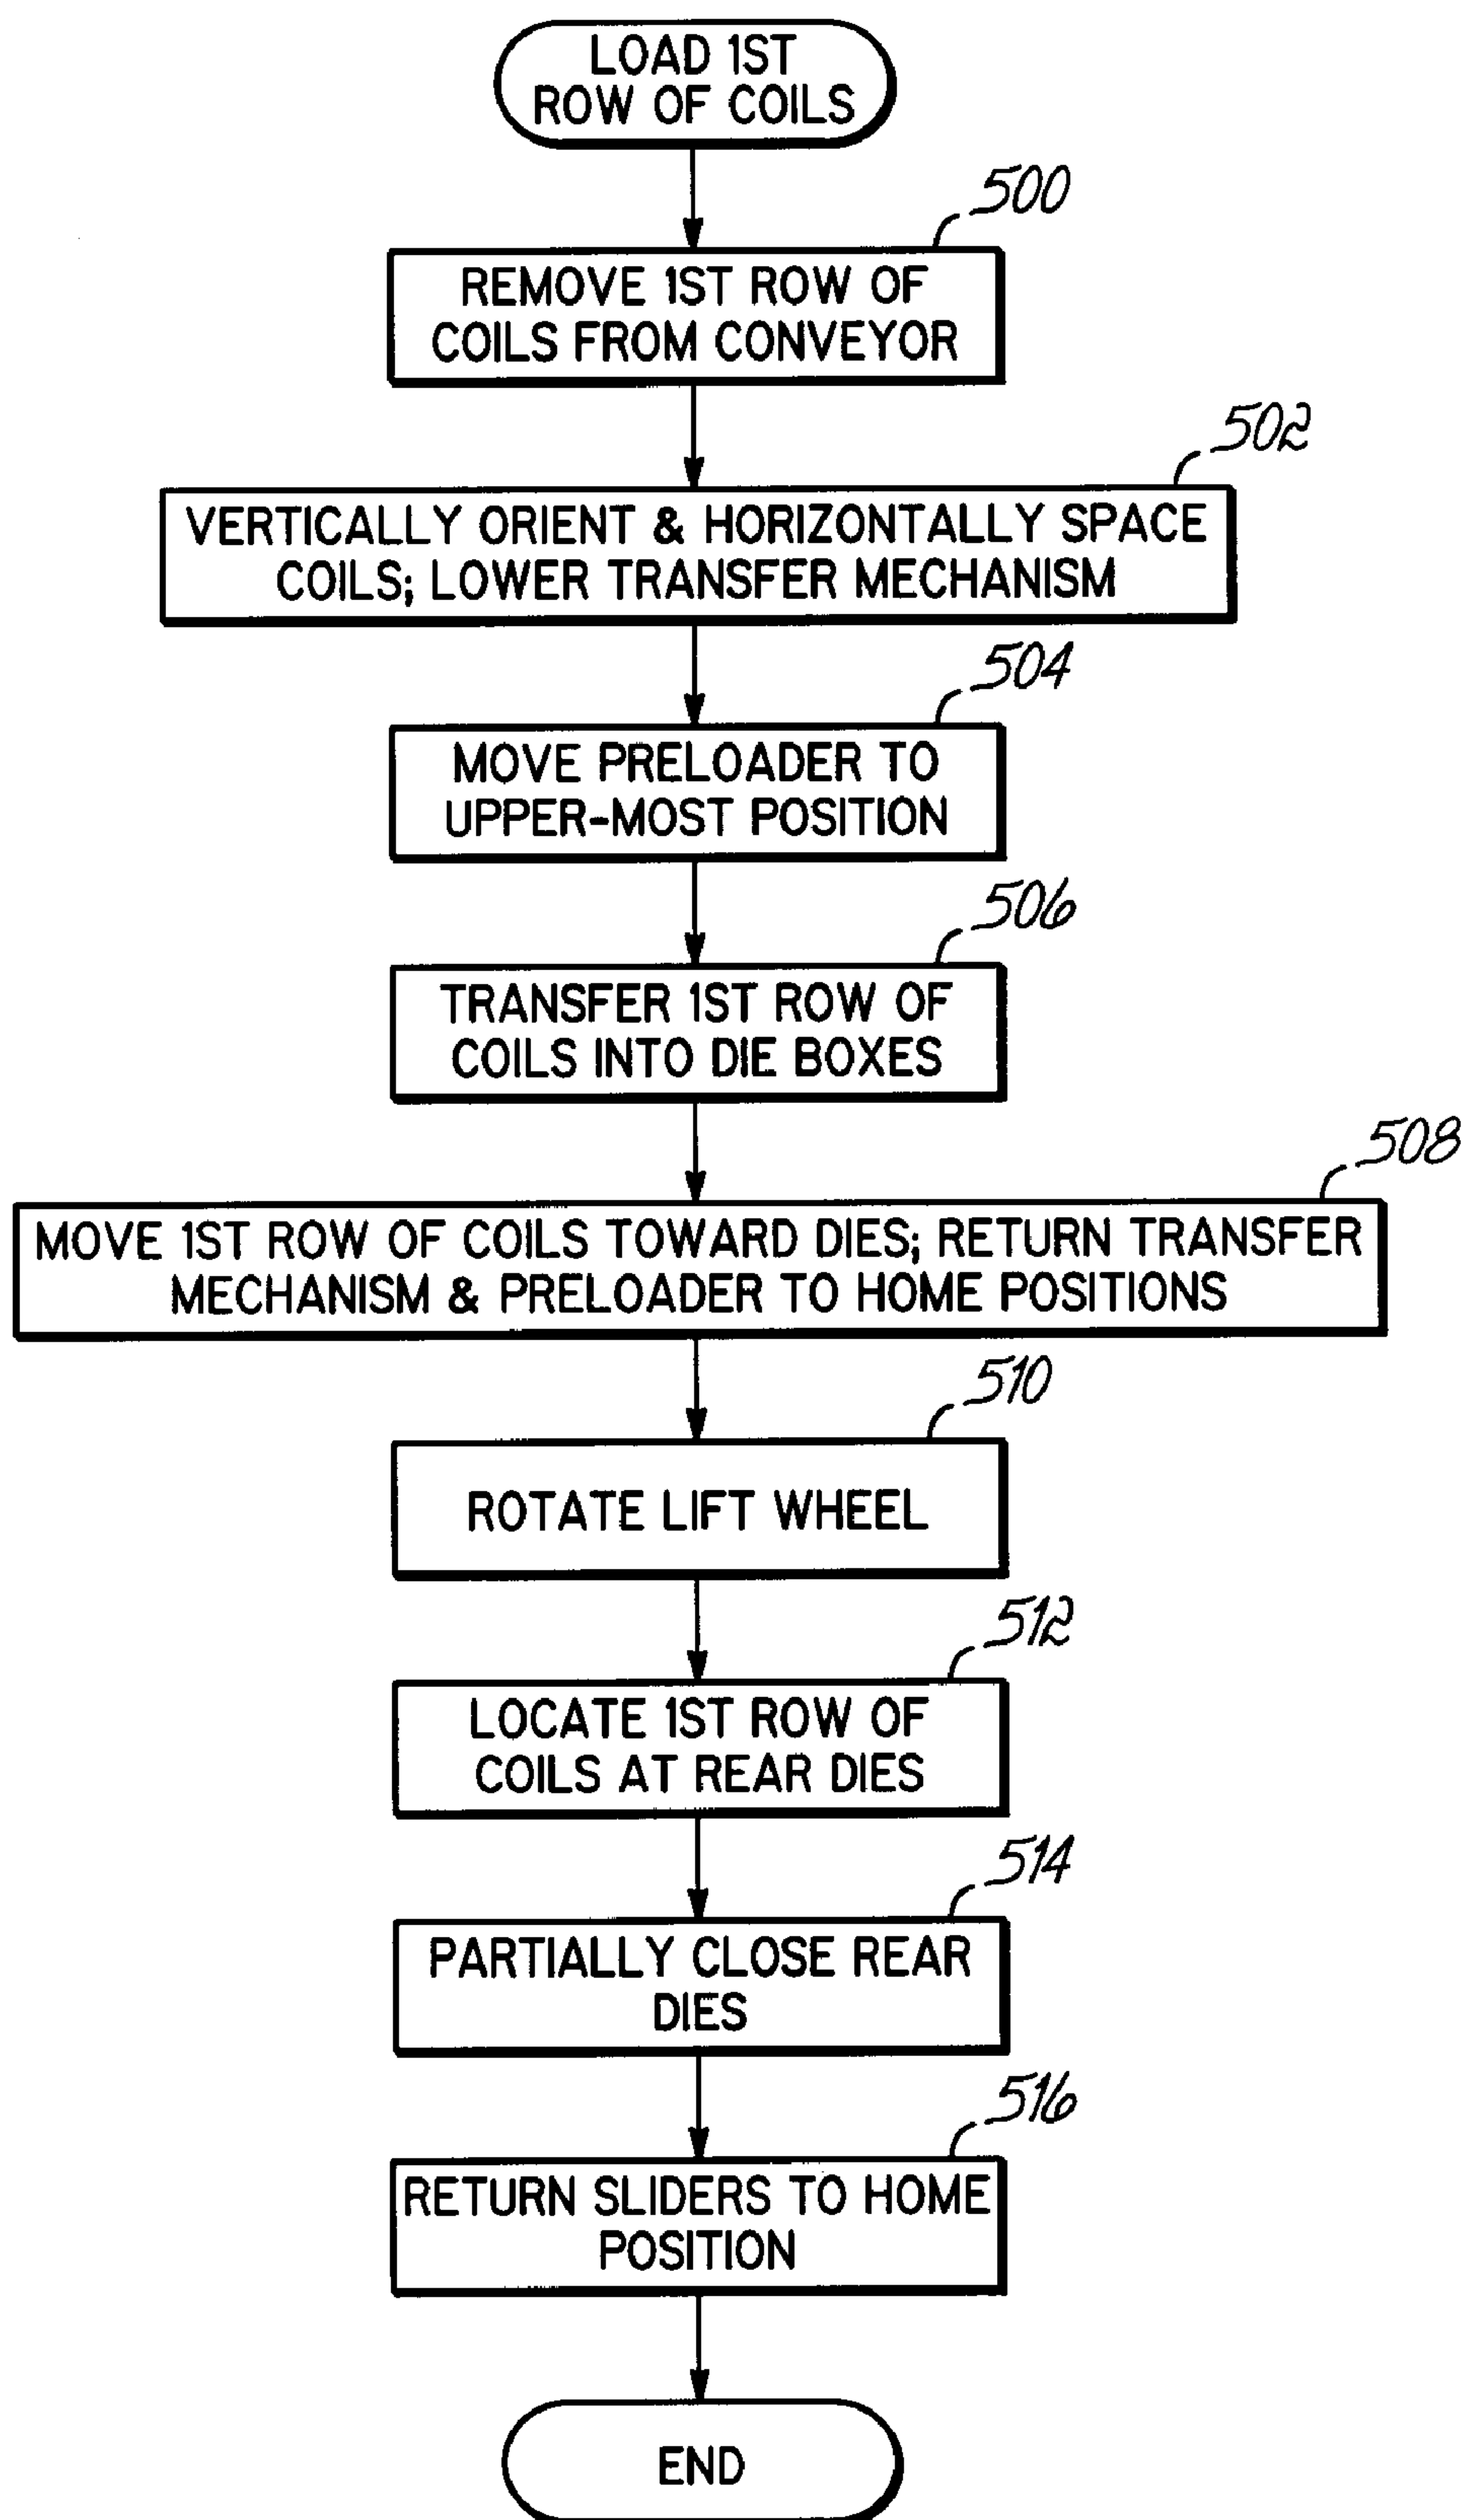 LOAD 1ST
ROW OF COILS
500
REMOVE 1ST ROW OF
COILS FROM CONVEYOR
502
VERTICALLY ORIENT & HORIZONTALLY SPACE
COILS; LOWER TRANSFER MECHANISM
504
MOVE PRELOADER TO
UPPER-MOST POSITION
506
TRANSFER 1ST ROW OF
COILS INTO DIE BOXES
508
MOVE 1ST ROW OF COILS TOWARD DIES; RETURN TRANSFER
MECHANISM & PRELOADER TO HOME POSITIONS
510
ROTATE LIFT WHEEL
512
LOCATE 1ST ROW OF
COILS AT REAR DIES
514
PARTIALLY CLOSE REAR
DIES
516
RETURN SLIDERS TO HOME
POSITION
END